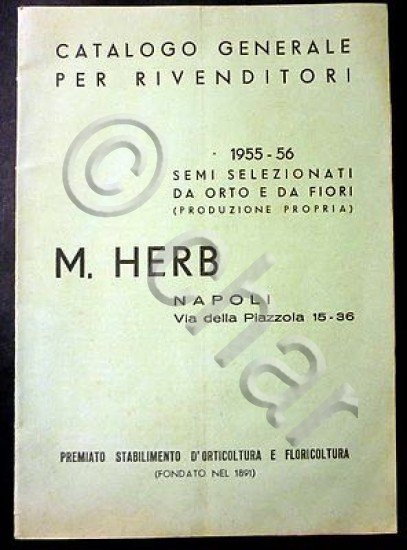 CATALOGO GENERALE
PER RIVENDITORI
1955-56
SEMI SELEZIONATI
DA ORTO E DA FIORI
(PRODUZIONE PROPRIA)
M. HERB
NAPOLI
Via della Piazzola 15-36
PREMIATO STABILIMENTO D'ORTICOLTURA E FLORICOLTURA
(FONDATO NEL 1891)
© char